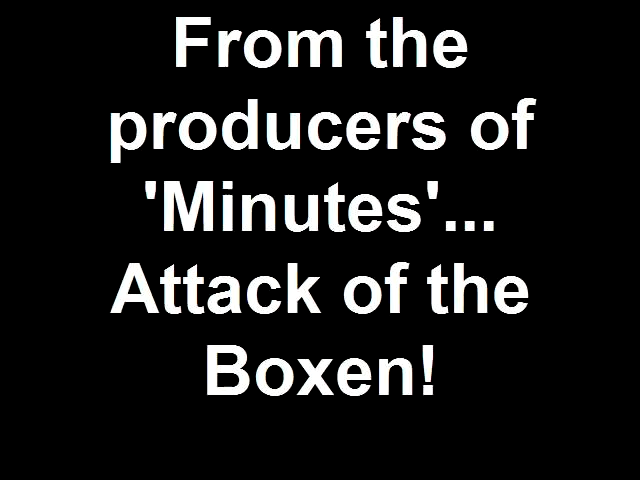 From the
producers of
'Minutes'...
Attack of the
Boxen!